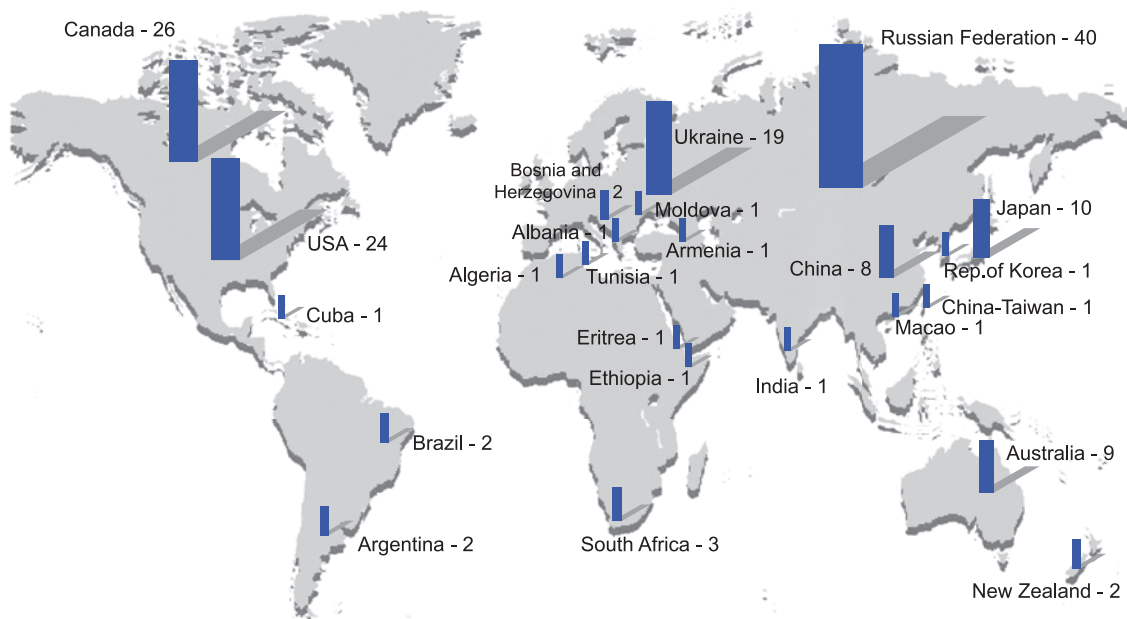 Canada - 26
Russian Federation - 40
Ukraine - 19
Bosnia and
Herzegovina 2
Moldova - 1
Japan - 10
Albania - 1
USA - 24
Armenia - 1
Algeria - 1
Tunisia - 1
China - 8
Rep.of Korea - 1
Cuba - 1
China-Taiwan - 1
Macao - 1
Eritrea - 1
Ethiopia - 1
India - 1
Brazil - 2
Australia - 9
Argentina - 2
South Africa - 3
New Zealand - 2